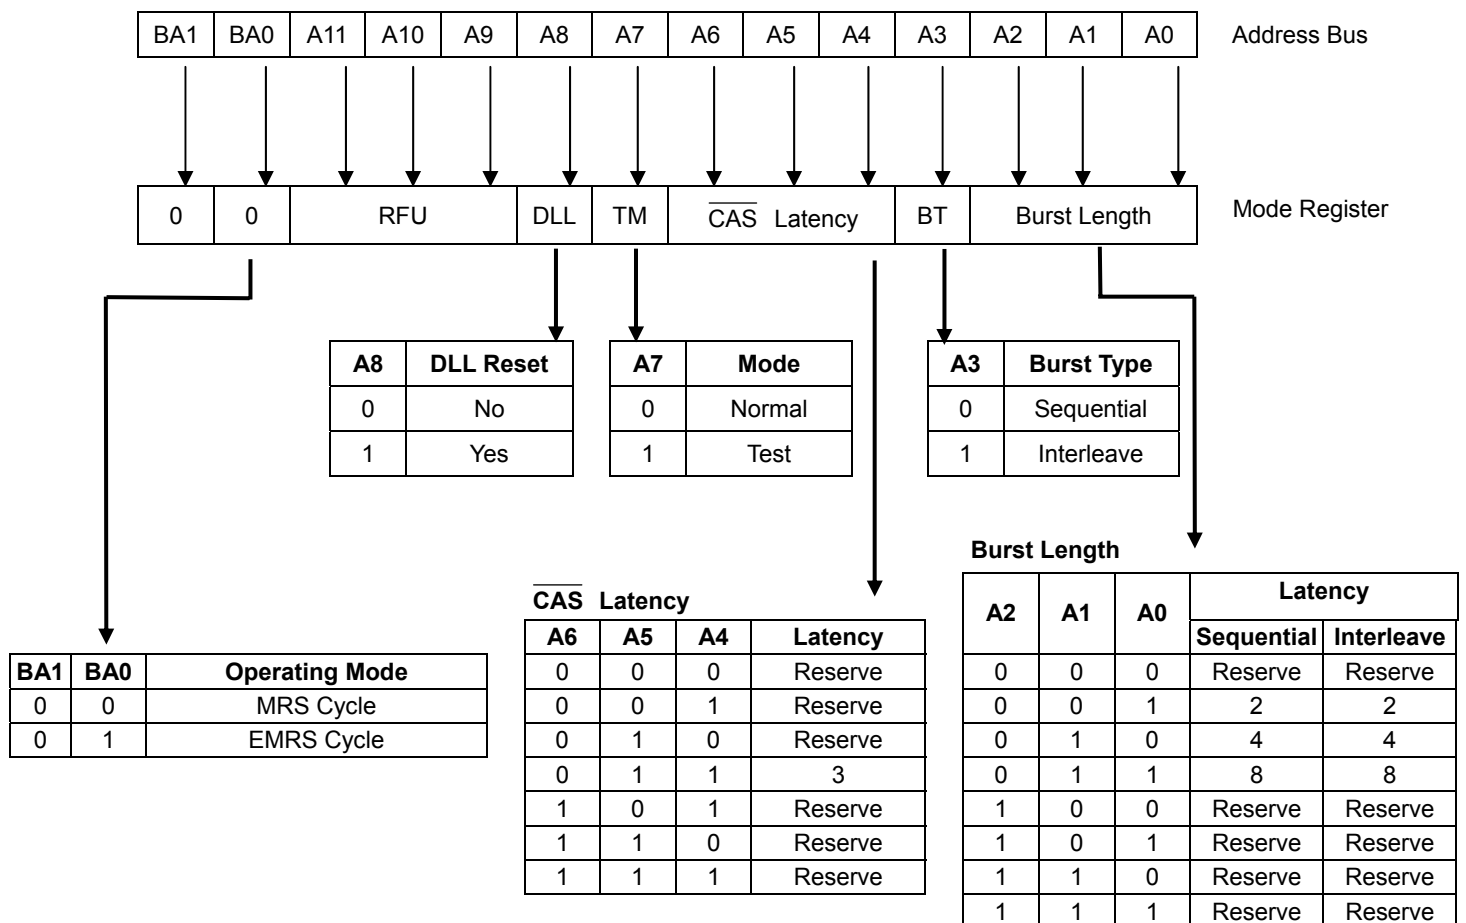 BA1 BA0 A11 A10 A9 A8 A7 A6 A5 A4 A3 A2 A1 A0 Address Bus
0 0 RFU DLL TM CAS Latency BT Burst Length Mode Register
A8 DLL Reset
0 No
1 Yes
A7 Mode
0 Normal
1 Test
A3 Burst Type
0 Sequential
1 Interleave
BA1 BA0 Operating Mode
0 0 MRS Cycle
0 1 EMRS Cycle
CAS Latency
A6 A5 A4 Latency
0 0 0 Reserve
0 0 1 Reserve
0 1 0 Reserve
0 1 1 3
1 0 1 Reserve
1 1 0 Reserve
1 1 1 Reserve
Burst Length
A2 A1 A0 Latency
Sequential Interleave
0 0 0 Reserve Reserve
0 0 1 2 2
0 1 0 4 4
0 1 1 8 8
1 0 0 Reserve Reserve
1 0 1 Reserve Reserve
1 1 0 Reserve Reserve
1 1 1 Reserve Reserve